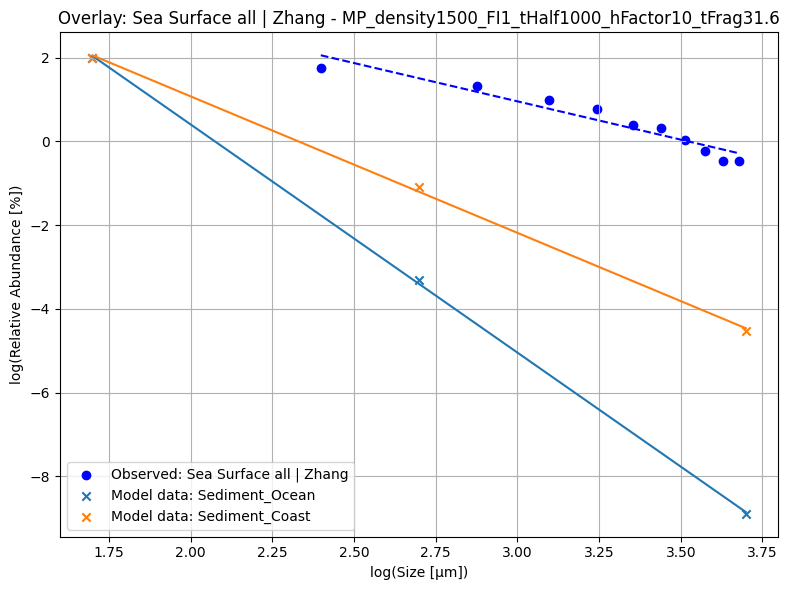 Overlay: Sea Surface all | Zhang - MP_density1500_FI1_tHalf1000_hFactor10_tFrag31.6
2
0
−2
−4
−6
−8
log(Relative Abundance [%])
Observed: Sea Surface all | Zhang
Model data: Sediment_Ocean
Model data: Sediment_Coast
1.75 2.00 2.25 2.50 2.75 3.00 3.25 3.50 3.75
log(Size [µm])